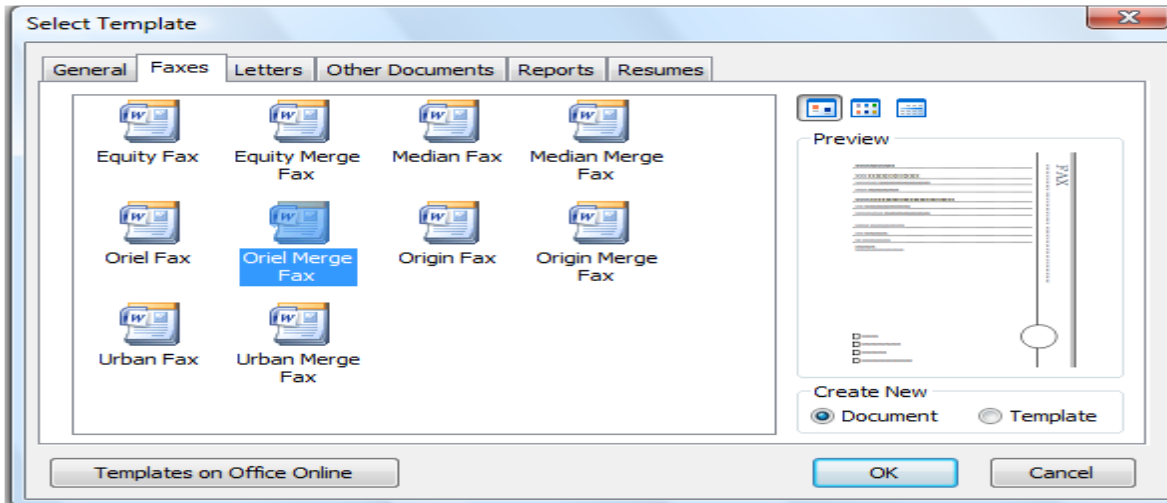 Select Template
General Faxes Letters Other Documents Reports Resumes
Equity Fax Equity Merge Fax Median Fax Median Merge Fax
Oriel Fax Oriel Merge Fax Origin Fax Origin Merge Fax
Urban Fax Urban Merge Fax
Preview
FAX
Create New
Document Template
Templates on Office Online OK Cancel